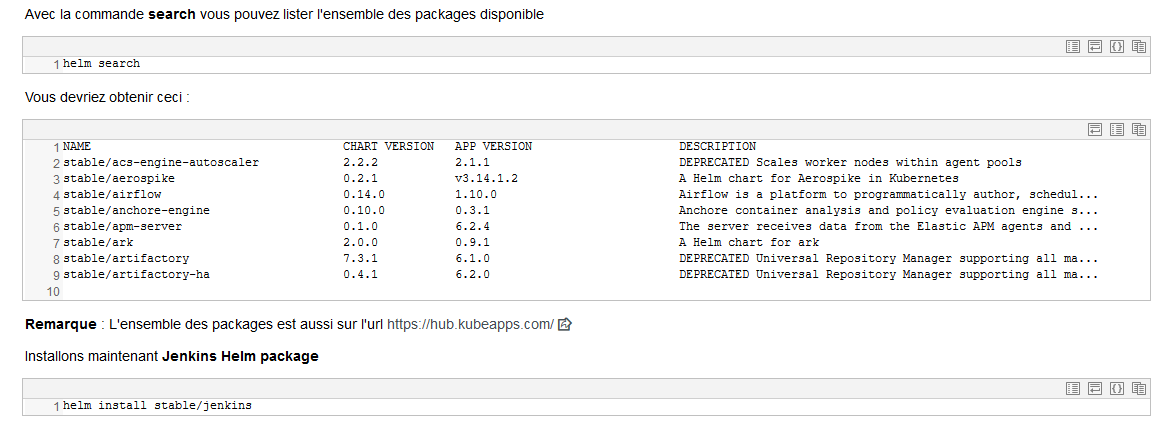 Avec la commande search vous pouvez lister l'ensemble des packages disponible
1 helm search
Vous devriez obtenir ceci :
1 NAME CHART VERSION APP VERSION DESCRIPTION
2 stable/acs-engine-autoscaler 2.2.2 2.1.1 DEPRECATED Scales worker nodes within agent pools
3 stable/aerospike 0.2.1 v3.14.1.2 A Helm chart for Aerospike in Kubernetes
4 stable/airflow 0.14.0 1.10.0 Airflow is a platform to programmatically author, schedul...
5 stable/anchore-engine 0.10.0 0.3.1 Anchore container analysis and policy evaluation engine s...
6 stable/apm-server 0.1.0 6.2.4 The server receives data from the Elastic APM agents and ...
7 stable/ark 2.0.0 0.9.1 A Helm chart for ark
8 stable/artifactory 7.3.1 6.1.0 DEPRECATED Universal Repository Manager supporting all ma...
9 stable/artifactory-ha 0.4.1 6.2.0 DEPRECATED Universal Repository Manager supporting all ma...
10
Remarque : L'ensemble des packages est aussi sur l'url https://hub.kubeapps.com/
Installons maintenant Jenkins Helm package
1 helm install stable/jenkins